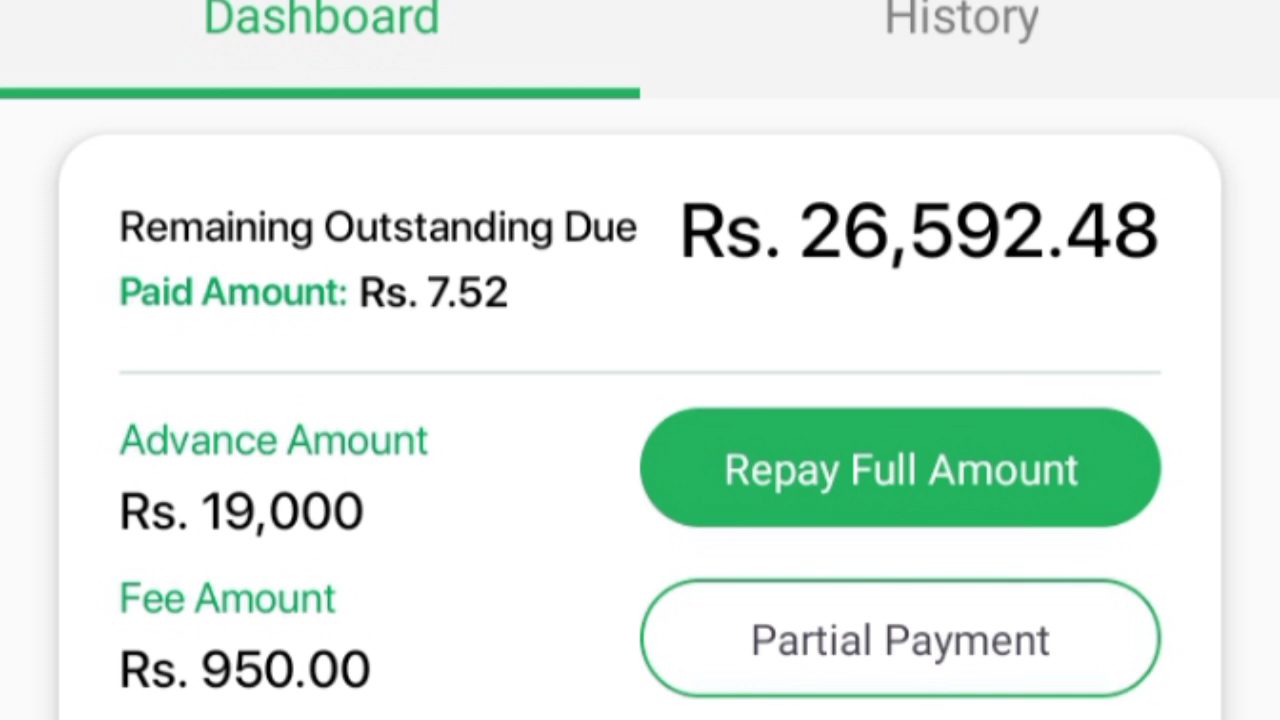 Dashboard
History
Remaining Outstanding Due
Rs. 26,592.48
Paid Amount: Rs. 7.52
Advance Amount
Rs. 19,000
Repay Full Amount
Fee Amount
Rs. 950.00
Partial Payment